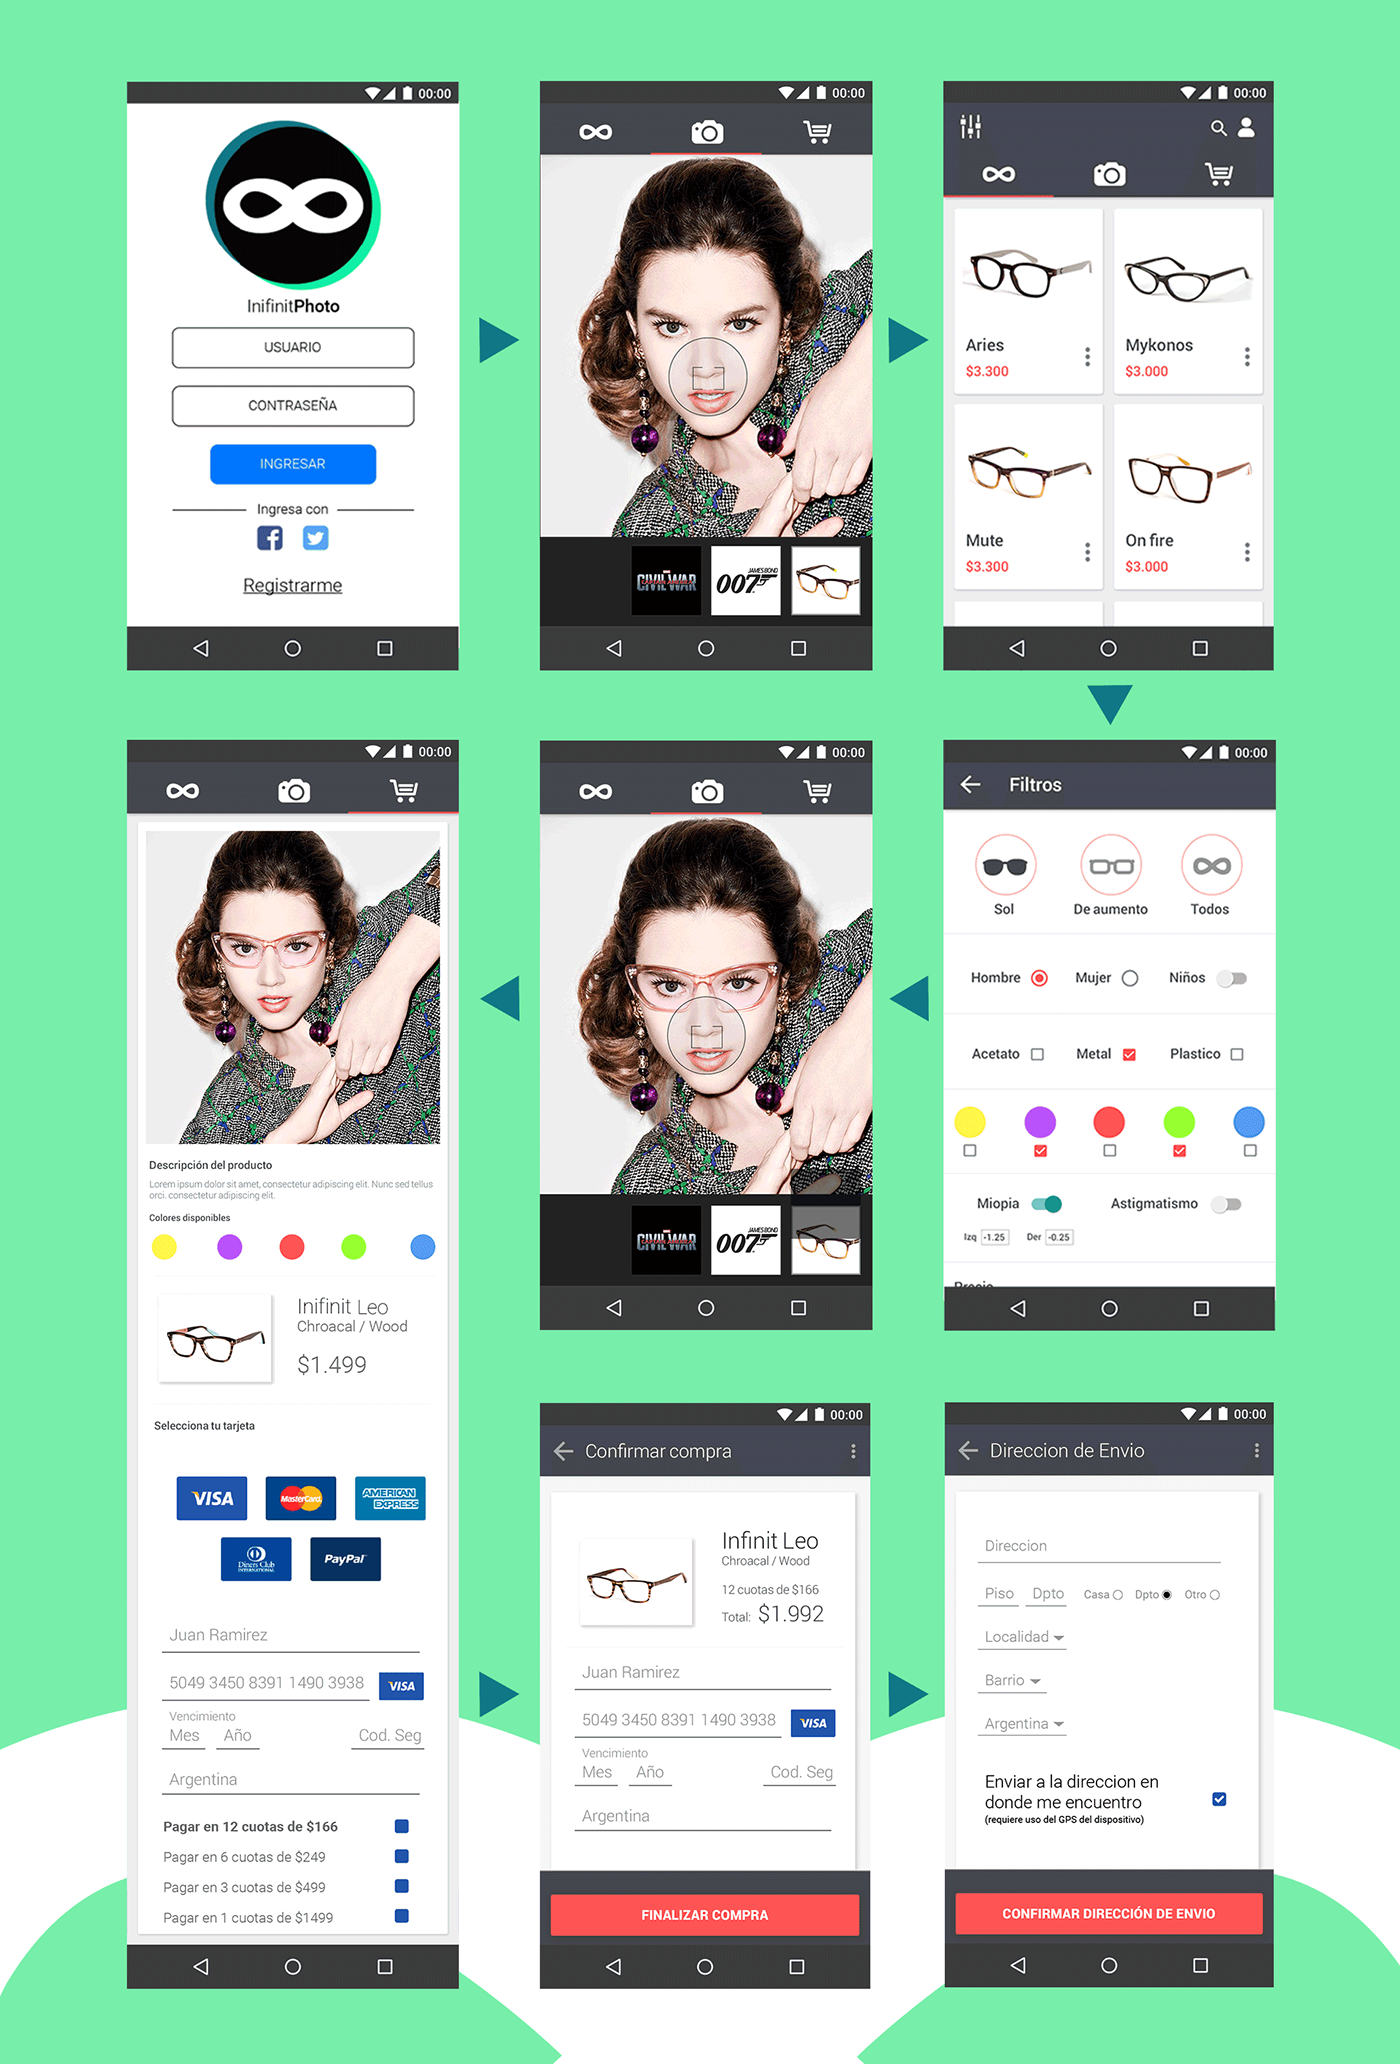 00:00
InifinitPhoto
USUARIO
CONTRASEÑA
INGRESAR
Ingresa con
Registrarme
00:00
MARVEL
CAPTAIN AMERICA
CIVIL WAR
JAMES BOND
007
00:00
Aries
$3.300
Mykonos
$3.000
Mute
$3.300
On fire
$3.000
00:00
Filtros
Sol
De aumento
Todos
Hombre
Mujer
Niños
Acetato
Metal
Plastico
Miopia
Astigmatismo
Izq -1.25
Der -0.25
Precio
00:00
MARVEL
CAPTAIN AMERICA
CIVIL WAR
JAMES BOND
007
00:00
Descripción del producto
Lorem ipsum dolor sit amet, consectetur adipiscing elit. Nunc sed tellus
orci. consectetur adipiscing elit.
Colores disponibles
Inifinit Leo
Chroacal / Wood
$1.499
Selecciona tu tarjeta
VISA
MasterCard
AMERICAN
EXPRESS
Diners Club
INTERNATIONAL
PayPal
Juan Ramirez
5049 3450 8391 1490 3938
VISA
Vencimiento
Mes
Año
Cod. Seg
Argentina
Pagar en 12 cuotas de $166
Pagar en 6 cuotas de $249
Pagar en 3 cuotas de $499
Pagar en 1 cuotas de $1499
00:00
Confirmar compra
Infinit Leo
Chroacal / Wood
12 cuotas de $166
Total: $1.992
Juan Ramirez
5049 3450 8391 1490 3938
VISA
Vencimiento
Mes
Año
Cod. Seg
Argentina
FINALIZAR COMPRA
00:00
Direccion de Envio
Direccion
Piso
Dpto
Casa
Dpto
Otro
Localidad
Barrio
Argentina
Enviar a la direccion en
donde me encuentro
(requiere uso del GPS del dispositivo)
CONFIRMAR DIRECCIÓN DE ENVIO